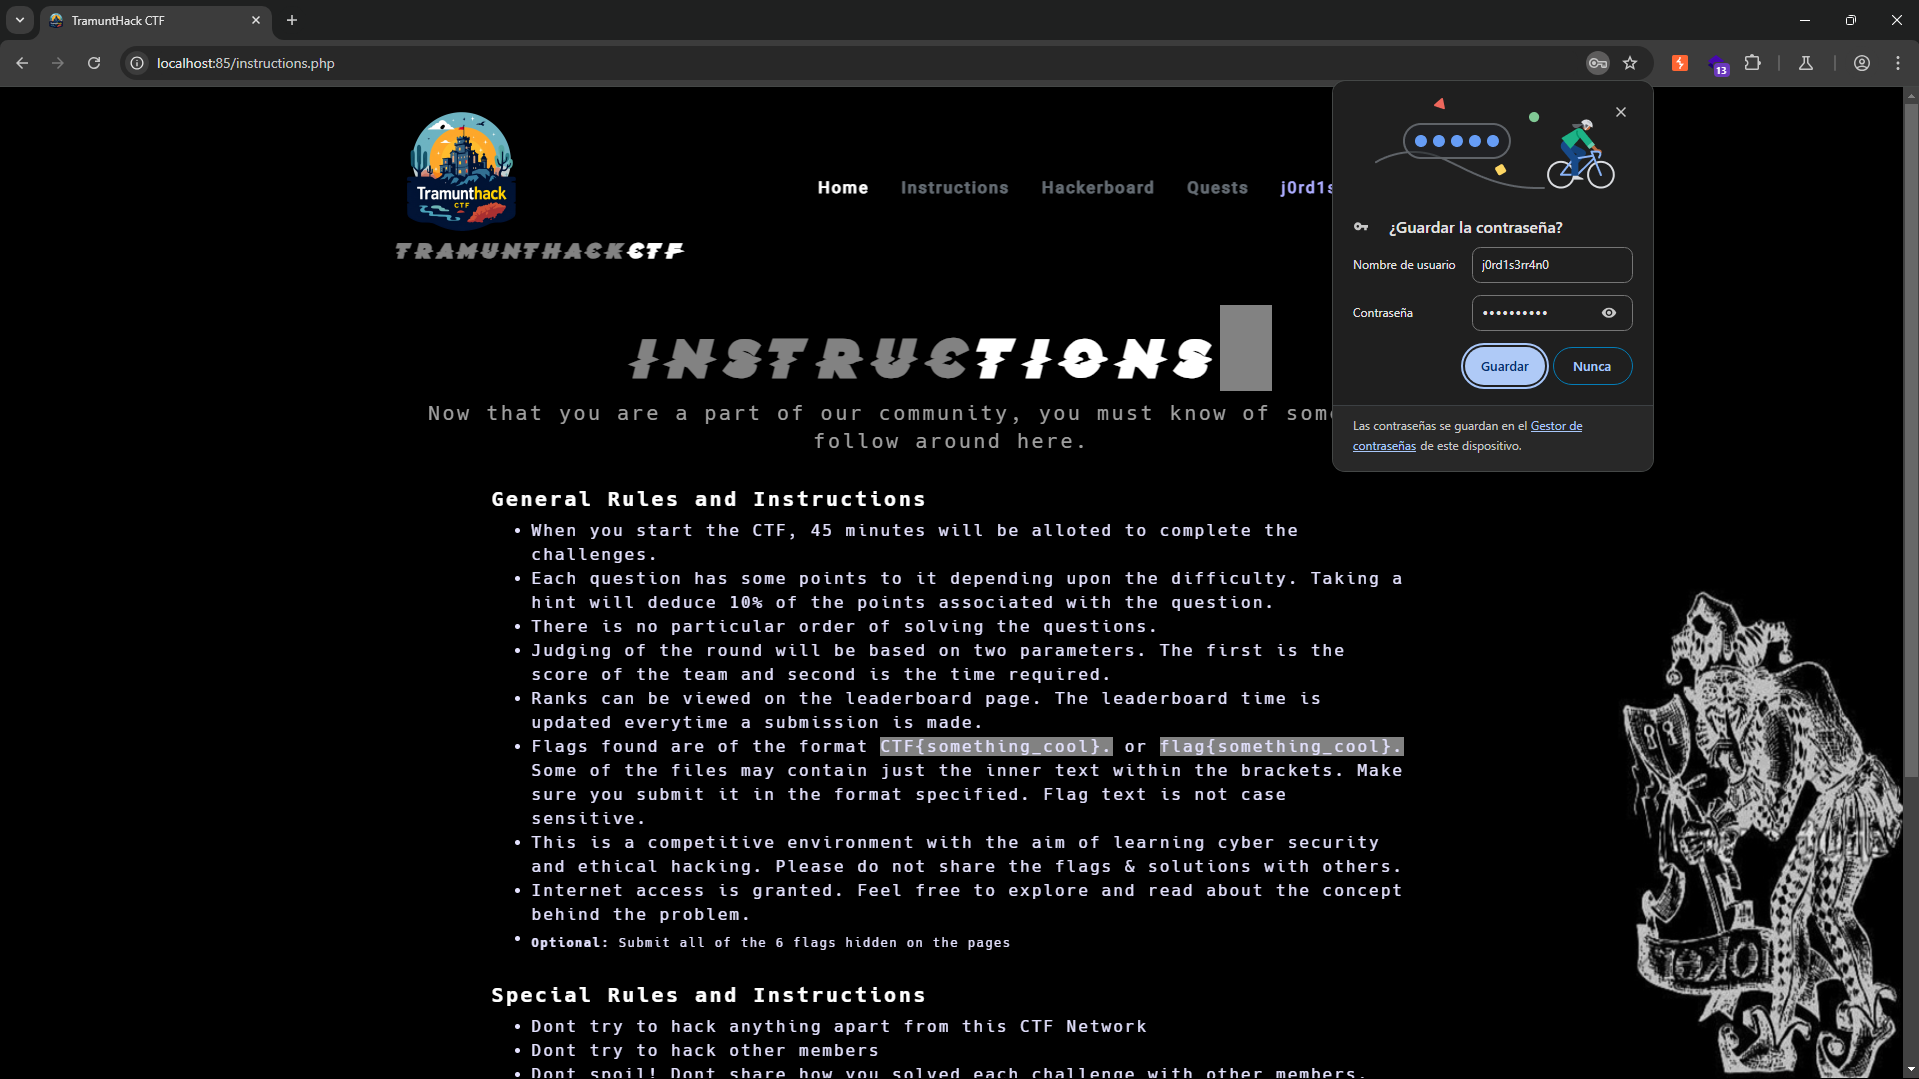 TramuntHack CTF
localhost:85/instructions.php
13
Tramunthack
CTF
TRAMUNTHACKCTF
Home Instructions Hackerboard Quests j0rd1s
¿Guardar la contraseña?
Nombre de usuario j0rd1s3rr4n0
Contraseña ••••••••••
Guardar Nunca
Las contraseñas se guardan en el Gestor de
contraseñas de este dispositivo.
INSTRUCTIONS
Now that you are a part of our community, you must know of som
follow around here.
General Rules and Instructions
• When you start the CTF, 45 minutes will be alloted to complete the
challenges.
• Each question has some points to it depending upon the difficulty. Taking a
hint will deduce 10% of the points associated with the question.
• There is no particular order of solving the questions.
• Judging of the round will be based on two parameters. The first is the
score of the team and second is the time required.
• Ranks can be viewed on the leaderboard page. The leaderboard time is
updated everytime a submission is made.
• Flags found are of the format CTF{something_cool}. or flag{something_cool}.
Some of the files may contain just the inner text within the brackets. Make
sure you submit it in the format specified. Flag text is not case
sensitive.
• This is a competitive environment with the aim of learning cyber security
and ethical hacking. Please do not share the flags & solutions with others.
• Internet access is granted. Feel free to explore and read about the concept
behind the problem.
• Optional: Submit all of the 6 flags hidden on the pages
Special Rules and Instructions
• Dont try to hack anything apart from this CTF Network
• Dont try to hack other members
• Dont spoil! Dont share how you solved each challenge with other members.